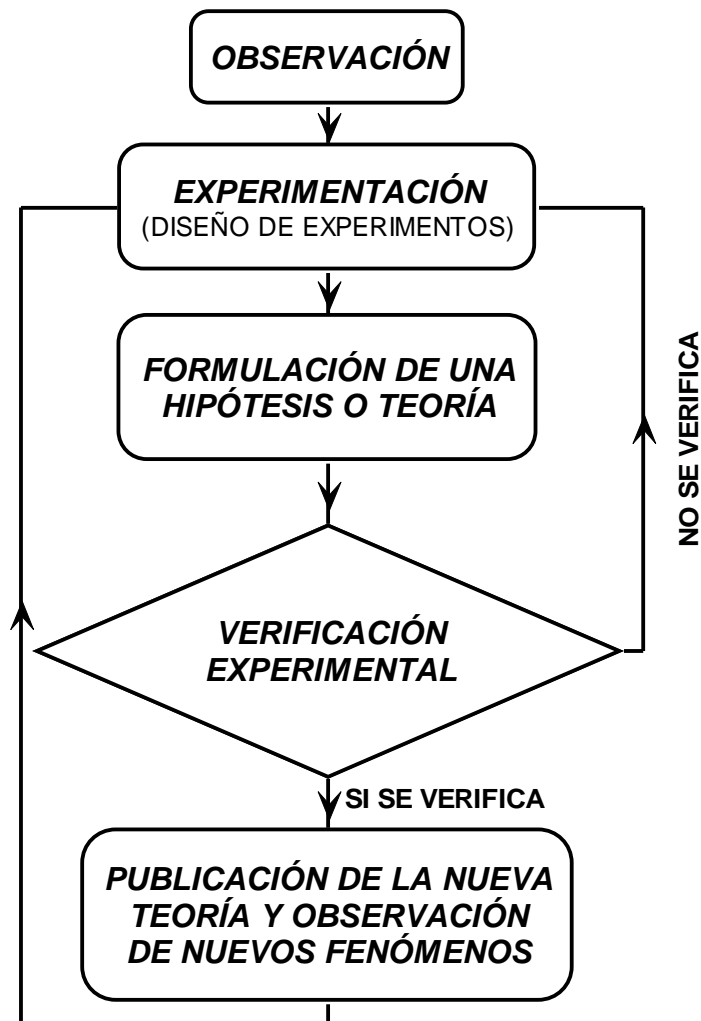 OBSERVACIÓN
EXPERIMENTACIÓN
(DISEÑO DE EXPERIMENTOS)
FORMULACIÓN DE UNA
HIPÓTESIS O TEORÍA
NO SE VERIFICA
VERIFICACIÓN
EXPERIMENTAL
SI SE VERIFICA
PUBLICACIÓN DE LA NUEVA
TEORÍA Y OBSERVACIÓN
DE NUEVOS FENÓMENOS